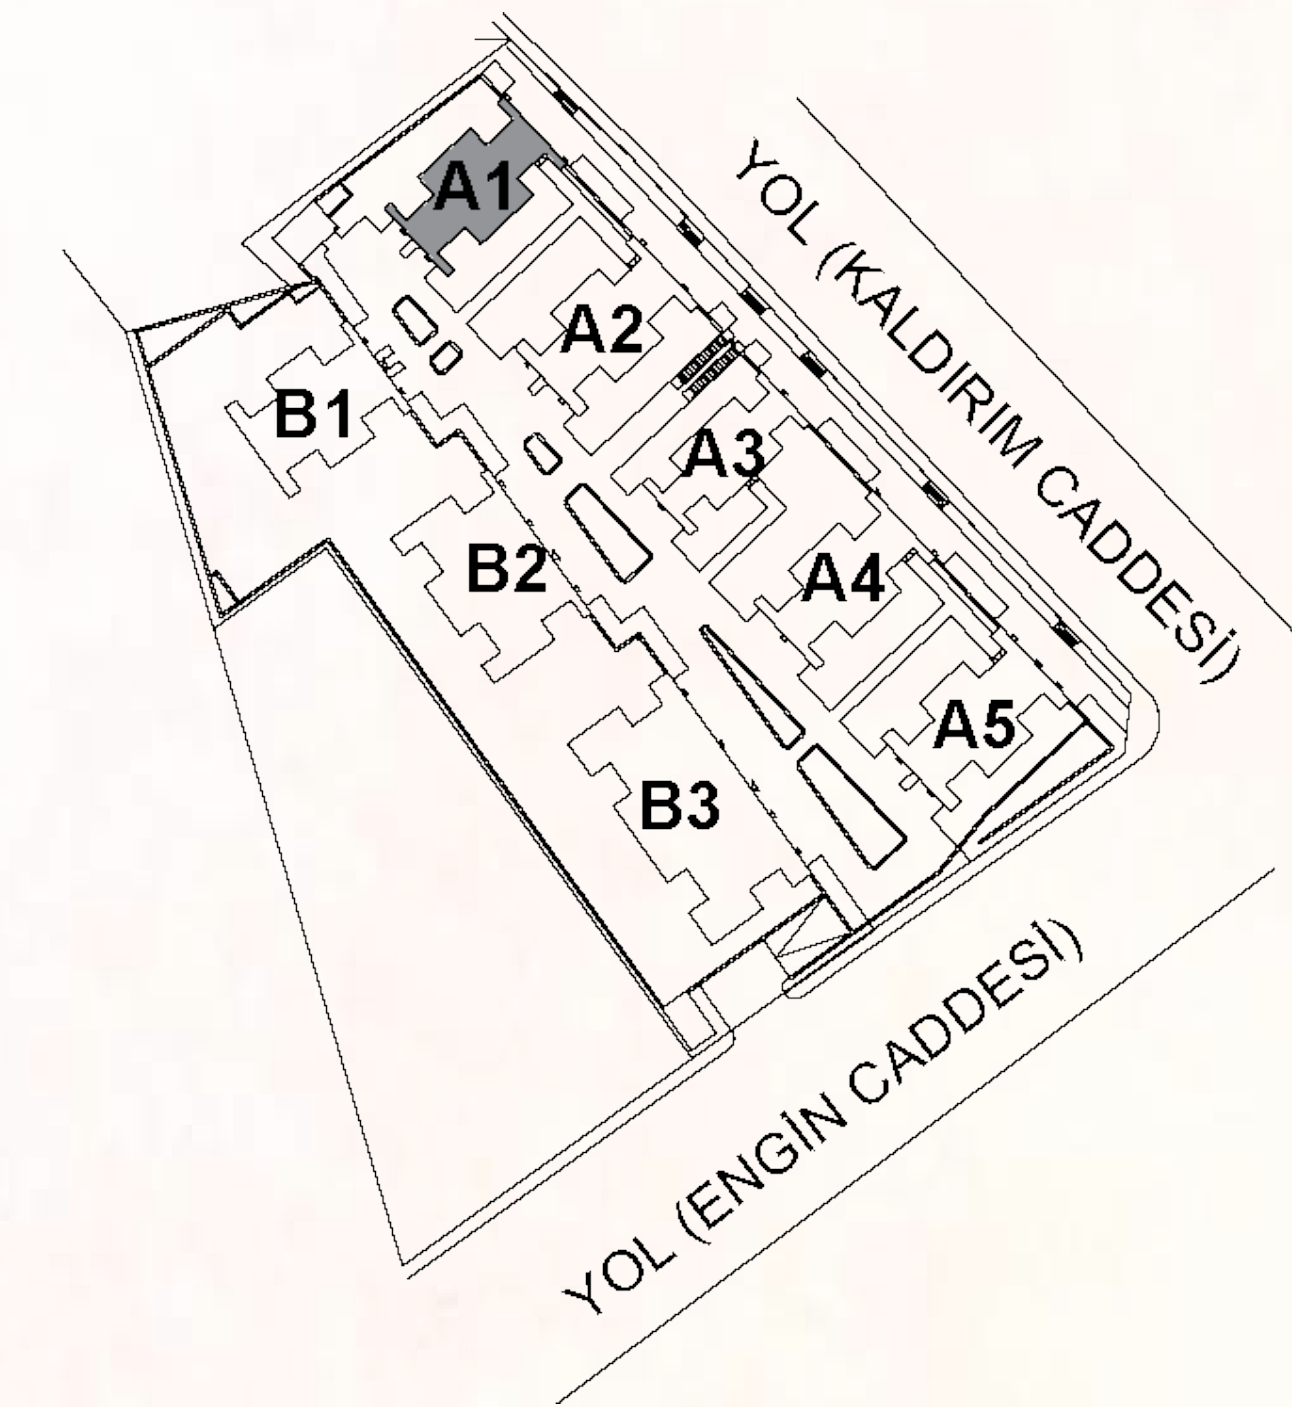 A1
YOL (KALDIRIM CADDESİ)
A2
B1
A3
B2
A4
A5
B3
YOL (ENGİN CADDESİ)